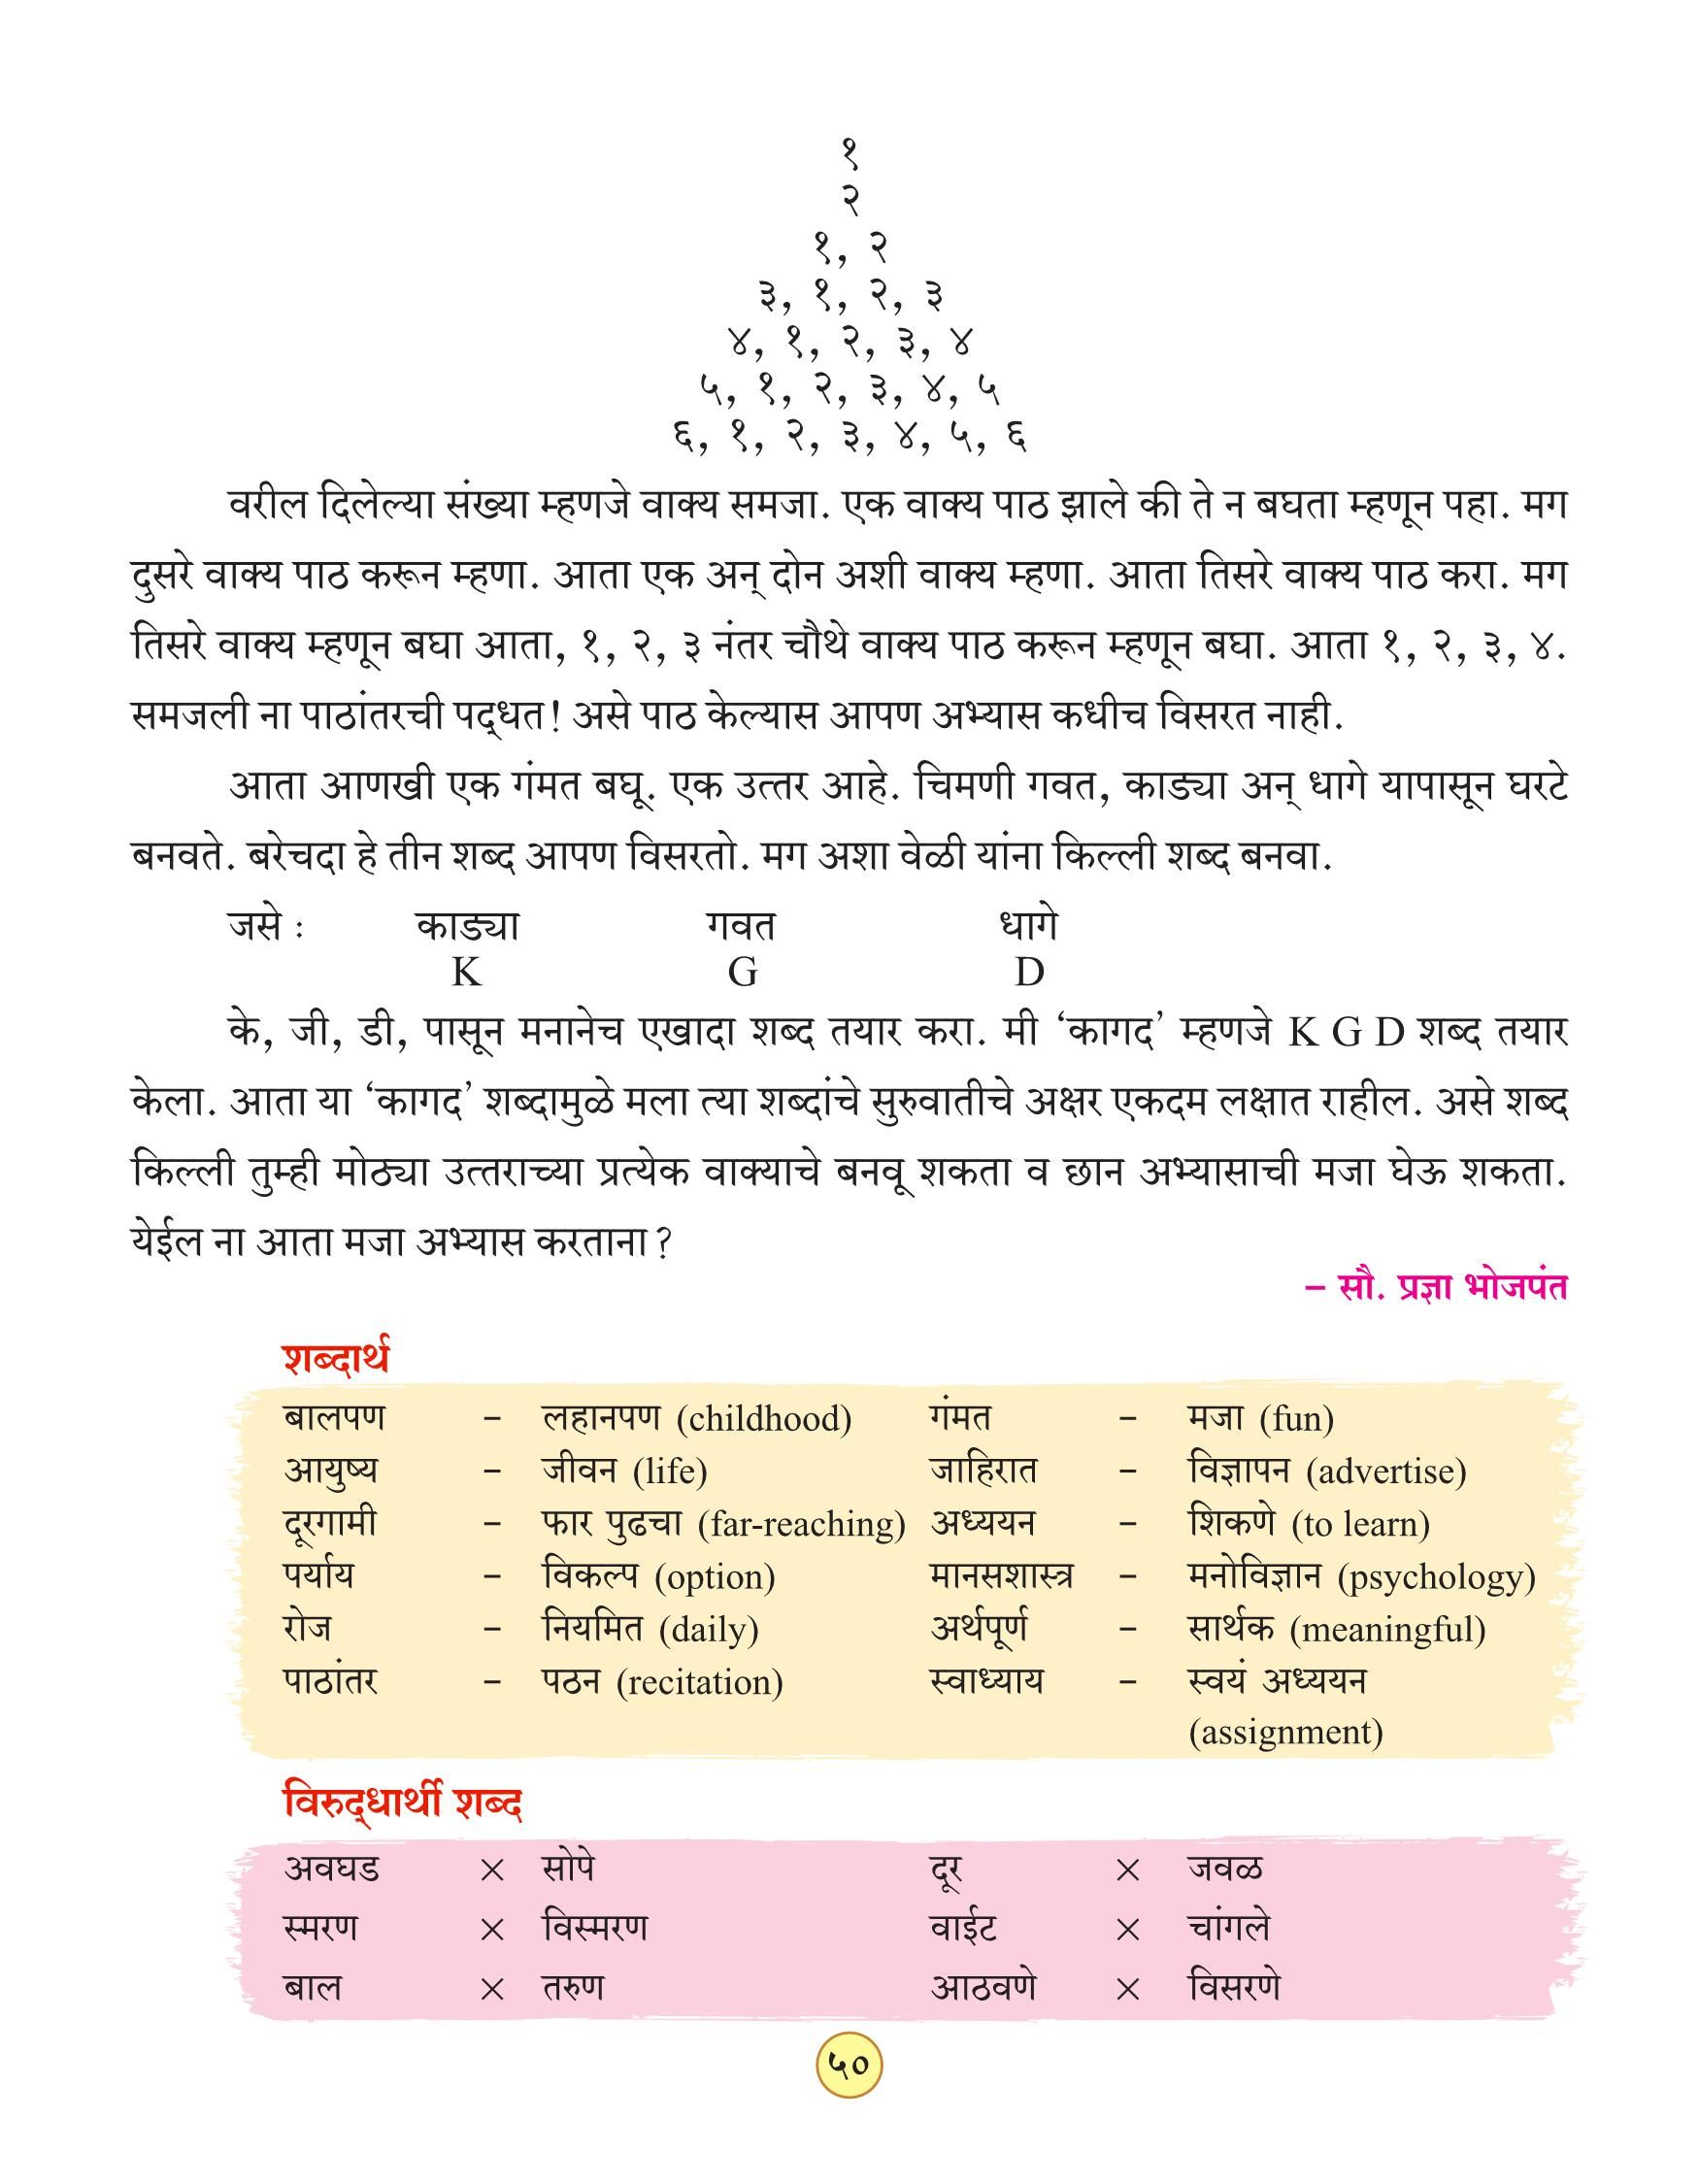 १
२
१, २
३, १, २, ३
४, १, २, ३, ४
५, १, २, ३, ४, ५
६, १, २, ३, ४, ५, ६
वरील दिलेल्या संख्या म्हणजे वाक्य समजा. एक वाक्य पाठ झाले की ते न बघता म्हणून पहा. मग
दुसरे वाक्य पाठ करून म्हणा. आता एक अन् दोन अशी वाक्य म्हणा. आता तिसरे वाक्य पाठ करा. मग
तिसरे वाक्य म्हणून बघा आता, १, २, ३ नंतर चौथे वाक्य पाठ करून म्हणून बघा. आता १, २, ३, ४.
समजली ना पाठांतरची पद्धत! असे पाठ केल्यास आपण अभ्यास कधीच विसरत नाही.
आता आणखी एक गंमत बघू. एक उत्तर आहे. चिमणी गवत, काड्या अन् धागे यापासून घरटे
बनवते. बरेचदा हे तीन शब्द आपण विसरतो. मग अशा वेळी यांना किल्ली शब्द बनवा.
जसे : काड्या गवत धागे
K G D
के, जी, डी, पासून मनानेच एखादा शब्द तयार करा. मी ‘कागद’ म्हणजे K G D शब्द तयार
केला. आता या ‘कागद’ शब्दामुळे मला त्या शब्दांचे सुरुवातीचे अक्षर एकदम लक्षात राहील. असे शब्द
किल्ली तुम्ही मोठ्या उत्तराच्या प्रत्येक वाक्याचे बनवू शकता व छान अभ्यासाची मजा घेऊ शकता.
येईल ना आता मजा अभ्यास करताना?
– सौ. प्रज्ञा भोजपंत
शब्दार्थ
बालपण – लहानपण (childhood) गंमत – मजा (fun)
आयुष्य – जीवन (life) जाहिरात – विज्ञापन (advertise)
दूरगामी – फार पुढचा (far-reaching) अध्ययन – शिकणे (to learn)
पर्याय – विकल्प (option) मानसशास्त्र – मनोविज्ञान (psychology)
रोज – नियमित (daily) अर्थपूर्ण – सार्थक (meaningful)
पाठांतर – पठन (recitation) स्वाध्याय – स्वयं अध्ययन
(assignment)
विरुद्धार्थी शब्द
अवघड × सोपे दूर × जवळ
स्मरण × विस्मरण वाईट × चांगले
बाल × तरुण आठवणे × विसरणे
५०